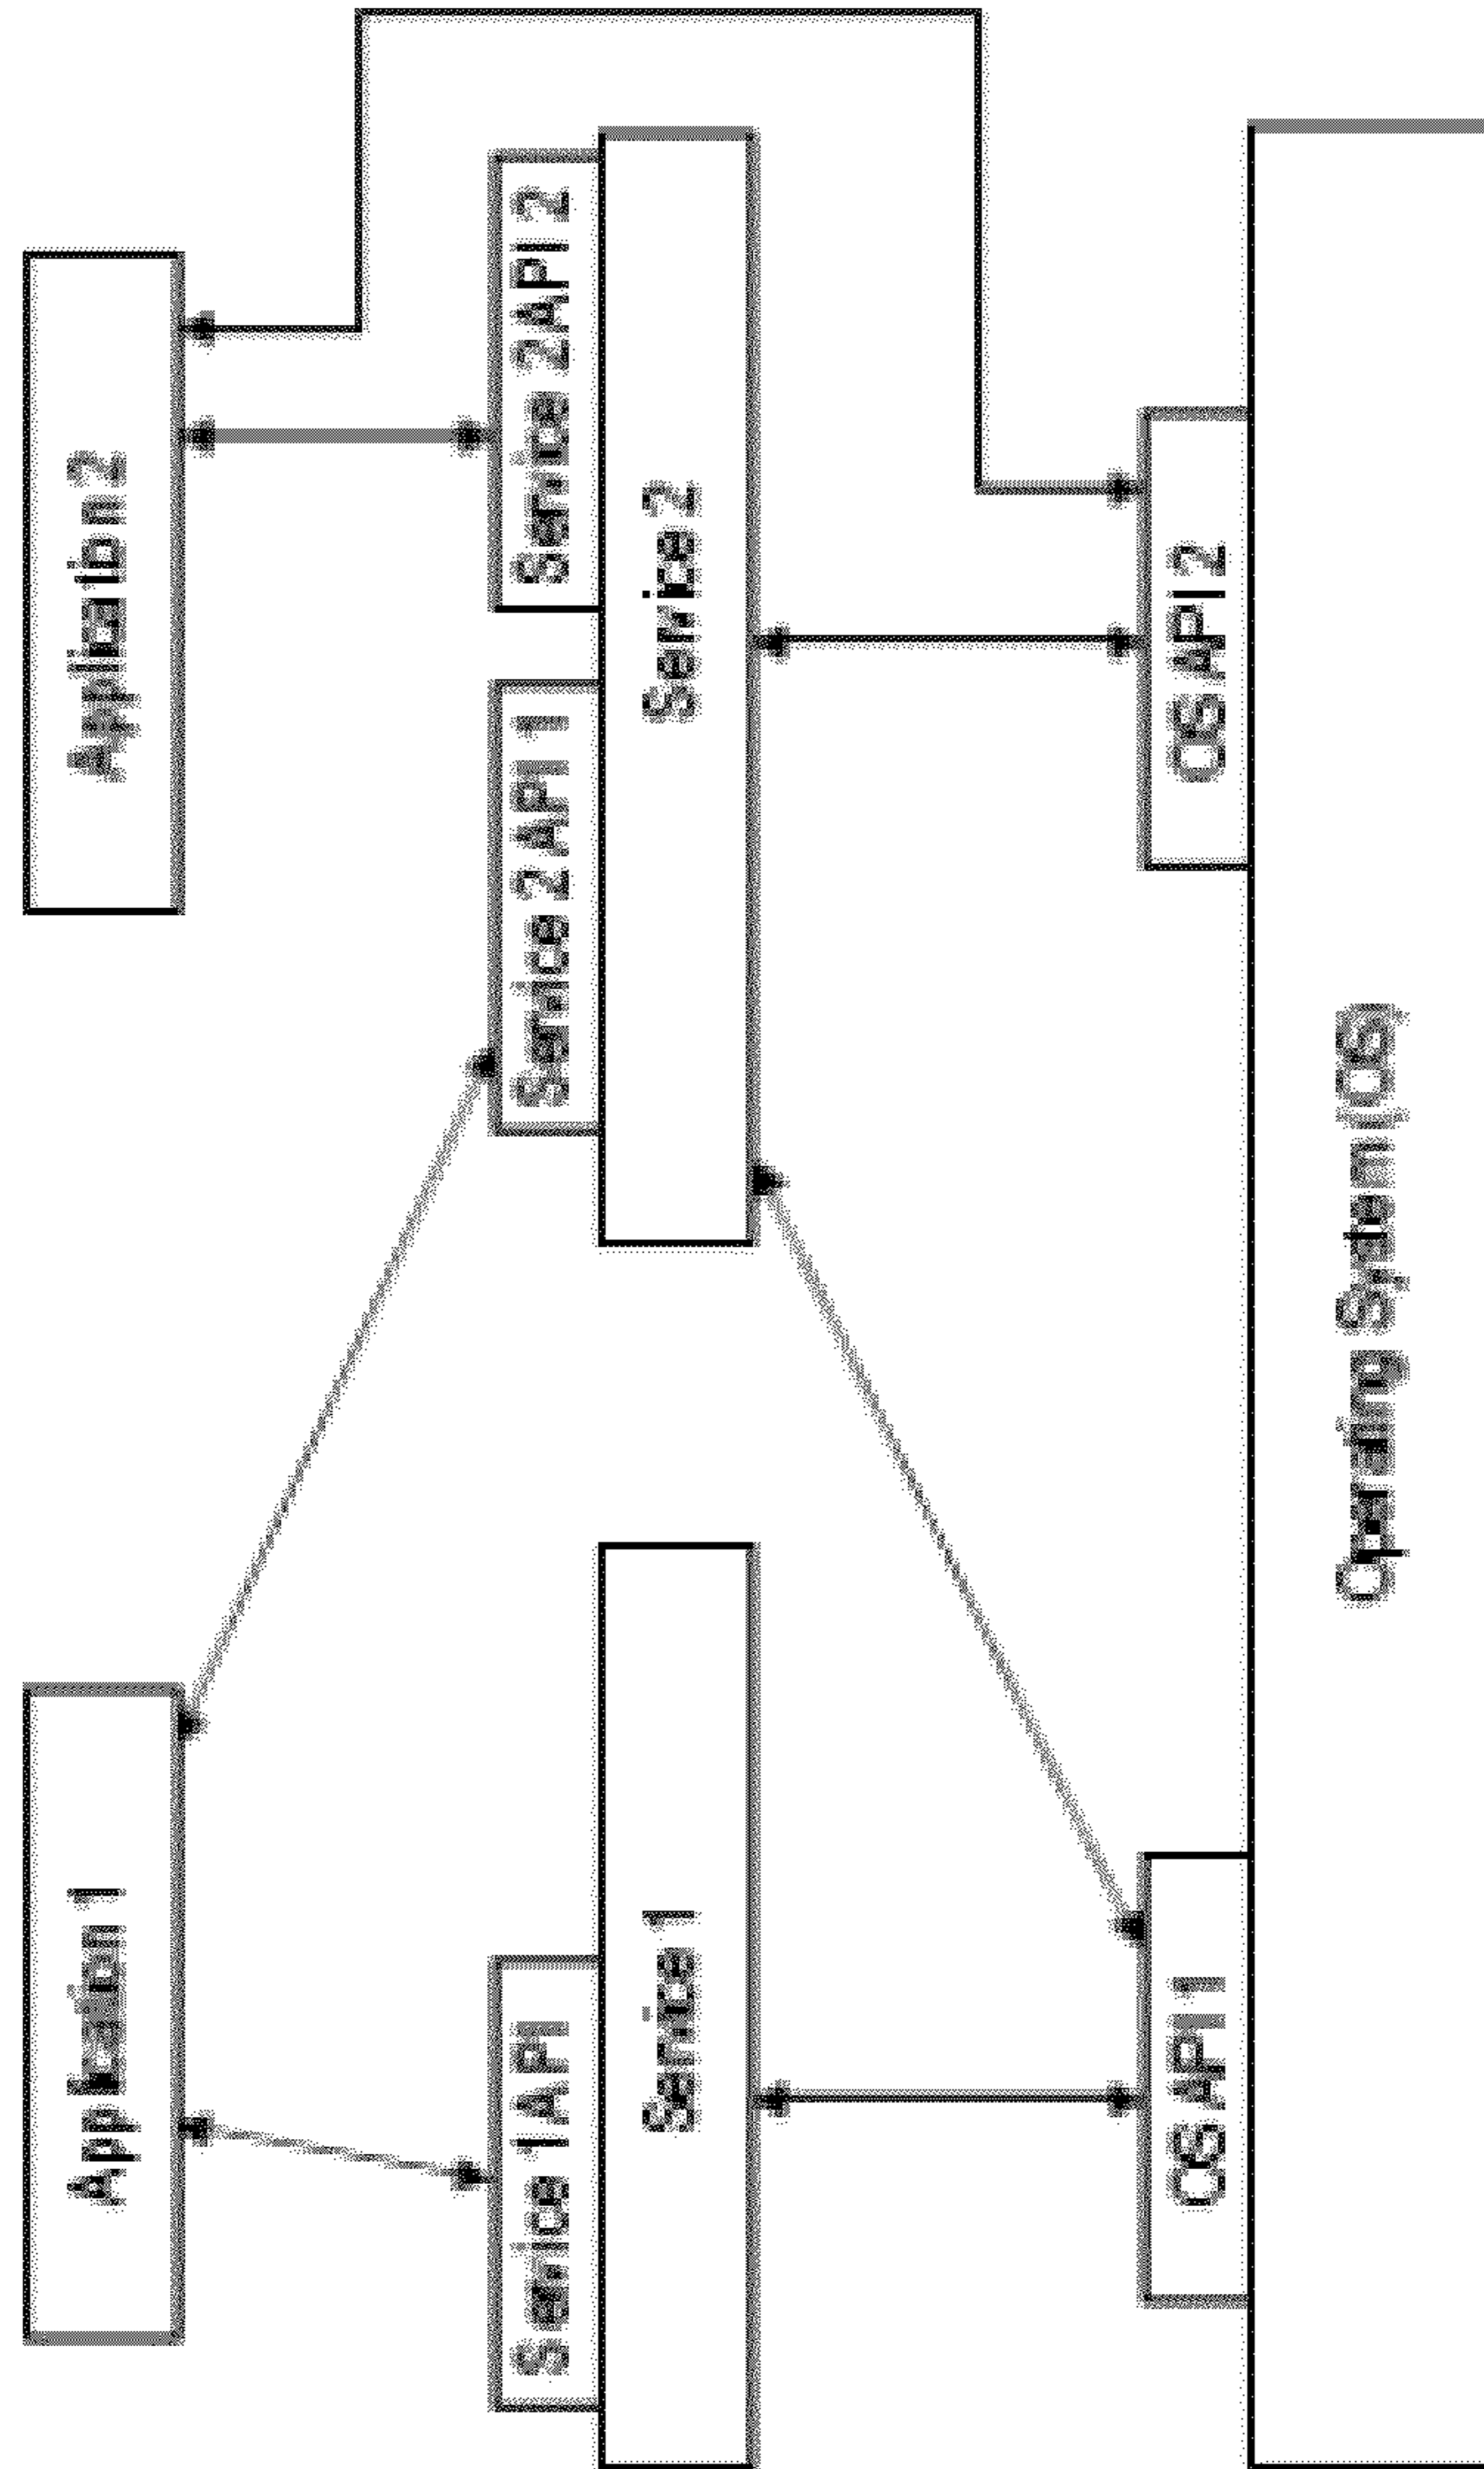 Application 1
Application 2
Service 1 API
Service 2 API 1
Service 2 API 2
Service 1
Service 2
OS API 1
OS API 2
Operating System (OS)